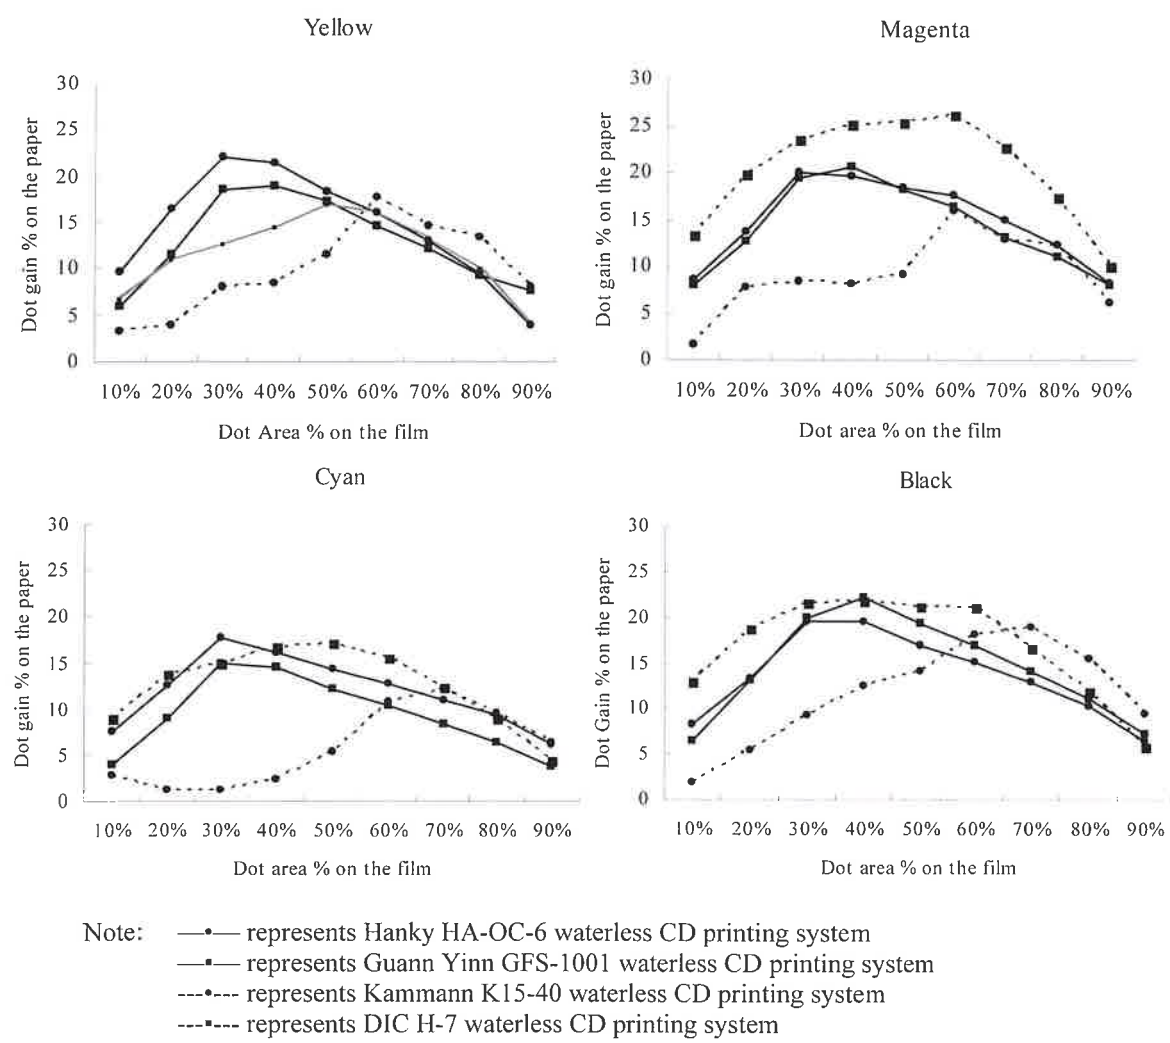 Yellow
30
25
20
15
10
5
0
Dot gain % on the paper
10% 20% 30% 40% 50% 60% 70% 80% 90%
Dot Area % on the film
Magenta
30
25
20
15
10
5
0
Dot gain % on the paper
10% 20% 30% 40% 50% 60% 70% 80% 90%
Dot area % on the film
Cyan
30
25
20
15
10
5
0
Dot gain % on the paper
10% 20% 30% 40% 50% 60% 70% 80% 90%
Dot area % on the film
Black
30
25
20
15
10
5
0
Dot Gain % on the paper
10% 20% 30% 40% 50% 60% 70% 80% 90%
Dot area % on the film
Note: represents Hanky HA-OC-6 waterless CD printing system
represents Guann Yinn GFS-1001 waterless CD printing system
represents Kammann K15-40 waterless CD printing system
represents DIC H-7 waterless CD printing system